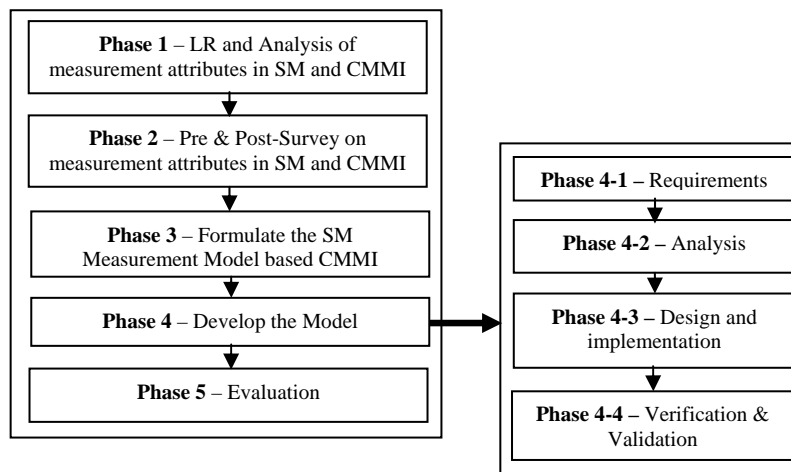 Phase 1 – LR and Analysis of
measurement attributes in SM and CMMI
Phase 2 – Pre & Post-Survey on
measurement attributes in SM and CMMI
Phase 3 – Formulate the SM
Measurement Model based CMMI
Phase 4 – Develop the Model
Phase 5 – Evaluation
Phase 4-1 – Requirements
Phase 4-2 – Analysis
Phase 4-3 – Design and
implementation
Phase 4-4 – Verification &
Validation